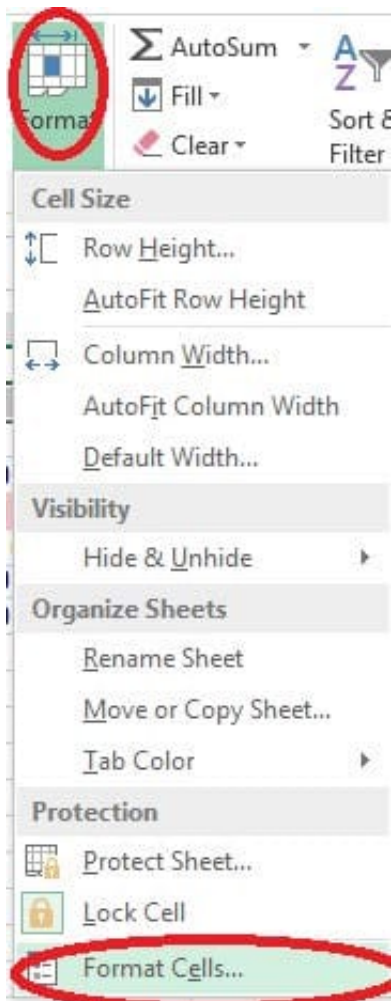 AutoSum
Fill
Clear
Format
A
Z
Sort &
Filter
Cell Size
Row Height...
AutoFit Row Height
Column Width...
AutoFit Column Width
Default Width...
Visibility
Hide & Unhide
Organize Sheets
Rename Sheet
Move or Copy Sheet...
Tab Color
Protection
Protect Sheet...
Lock Cell
Format Cells...